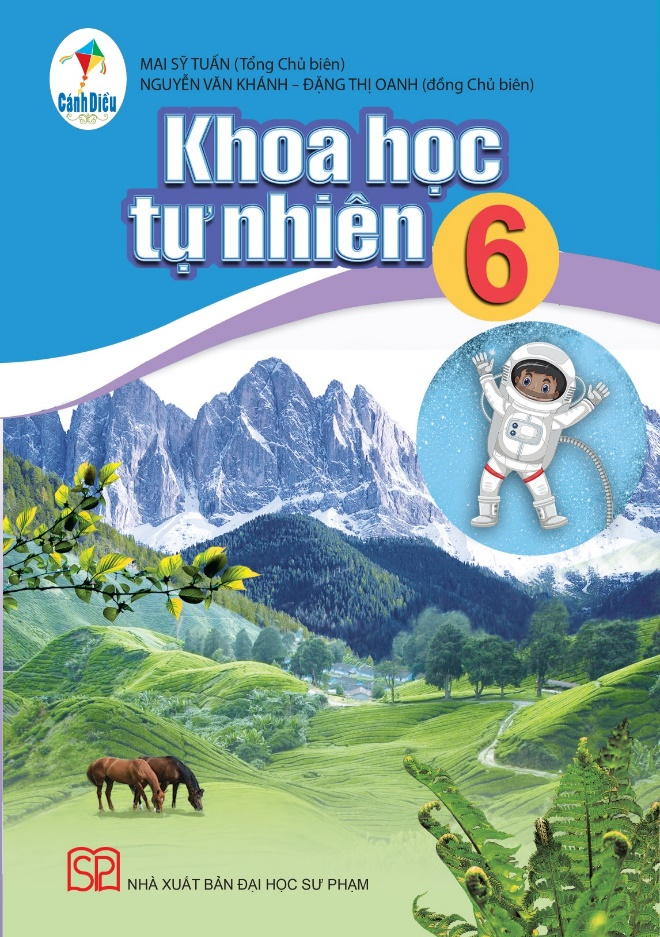 MAI SỸ TUẤN (Tổng Chủ biên)
NGUYỄN VĂN KHÁNH – ĐẶNG THỊ OANH (đồng Chủ biên)
Cánh Diều
Khoa học
tự nhiên 6
SP
NHÀ XUẤT BẢN ĐẠI HỌC SƯ PHẠM